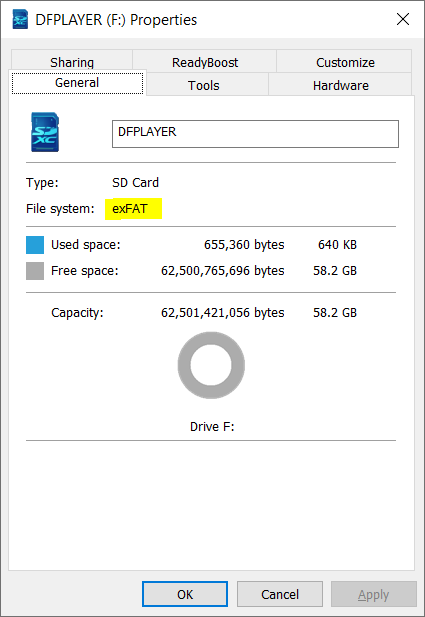 DFPLAYER (F:) Properties
Sharing ReadyBoost Customize
General Tools Hardware
SD
XC
DFPLAYER
Type: SD Card
File system: exFAT
Used space: 655,360 bytes 640 KB
Free space: 62,500,765,696 bytes 58.2 GB
Capacity: 62,501,421,056 bytes 58.2 GB
Drive F:
OK Cancel Apply